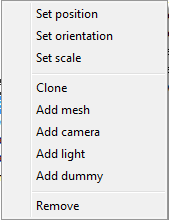 Set position
Set orientation
Set scale
Clone
Add mesh
Add camera
Add light
Add dummy
Remove